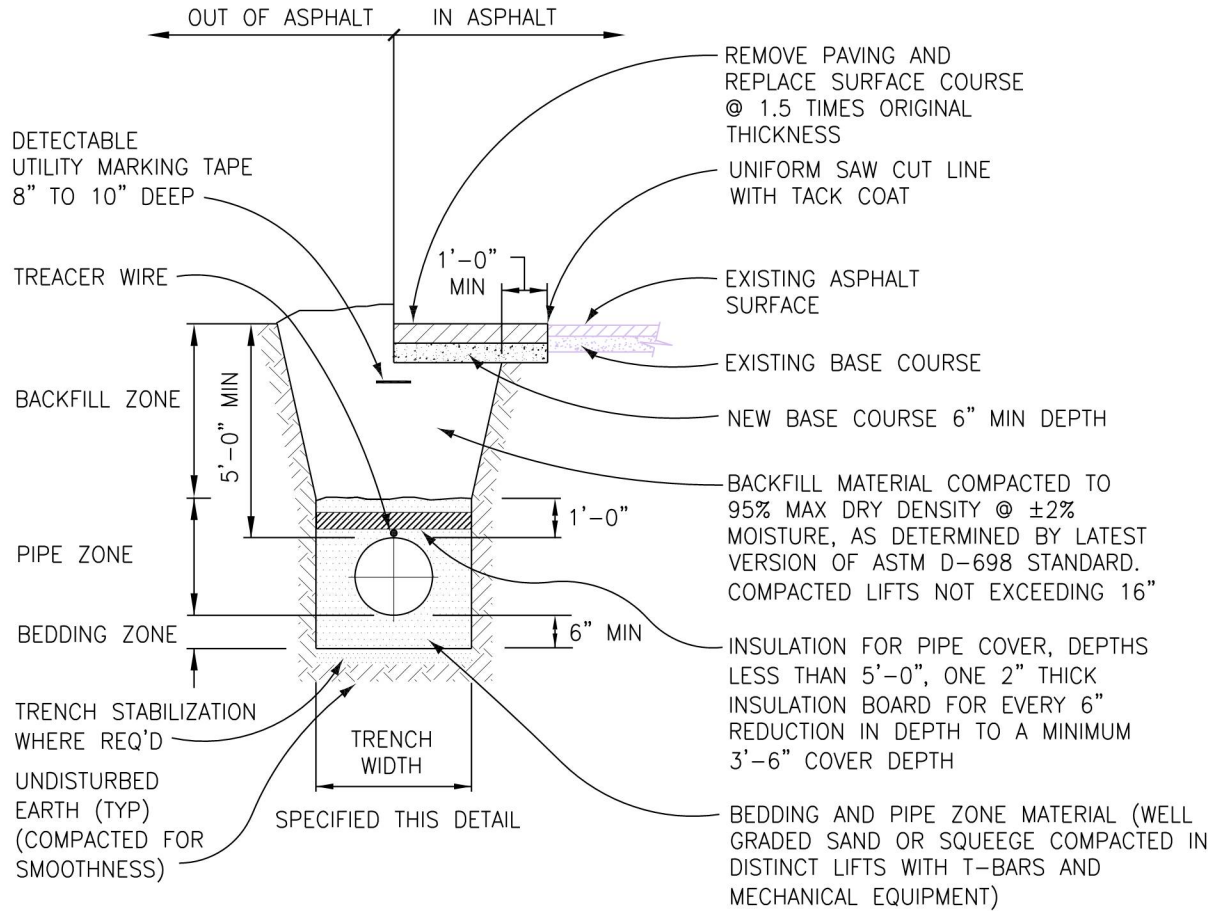 OUT OF ASPHALT
IN ASPHALT
REMOVE PAVING AND
REPLACE SURFACE COURSE
@ 1.5 TIMES ORIGINAL
THICKNESS
DETECTABLE
UTILITY MARKING TAPE
8" TO 10" DEEP
UNIFORM SAW CUT LINE
WITH TACK COAT
1'-0"
MIN
TREACER WIRE
EXISTING ASPHALT
SURFACE
EXISTING BASE COURSE
BACKFILL ZONE
5'-0" MIN
NEW BASE COURSE 6" MIN DEPTH
BACKFILL MATERIAL COMPACTED TO
95% MAX DRY DENSITY @ ±2%
MOISTURE, AS DETERMINED BY LATEST
VERSION OF ASTM D-698 STANDARD.
COMPACTED LIFTS NOT EXCEEDING 16"
1'-0"
PIPE ZONE
BEDDING ZONE
6" MIN
INSULATION FOR PIPE COVER, DEPTHS
LESS THAN 5'-0", ONE 2" THICK
INSULATION BOARD FOR EVERY 6"
REDUCTION IN DEPTH TO A MINIMUM
3'-6" COVER DEPTH
TRENCH STABILIZATION
WHERE REQ'D
TRENCH
WIDTH
UNDISTURBED
EARTH (TYP)
(COMPACTED FOR
SMOOTHNESS)
SPECIFIED THIS DETAIL
BEDDING AND PIPE ZONE MATERIAL (WELL
GRADED SAND OR SQUEEGE COMPACTED IN
DISTINCT LIFTS WITH T-BARS AND
MECHANICAL EQUIPMENT)